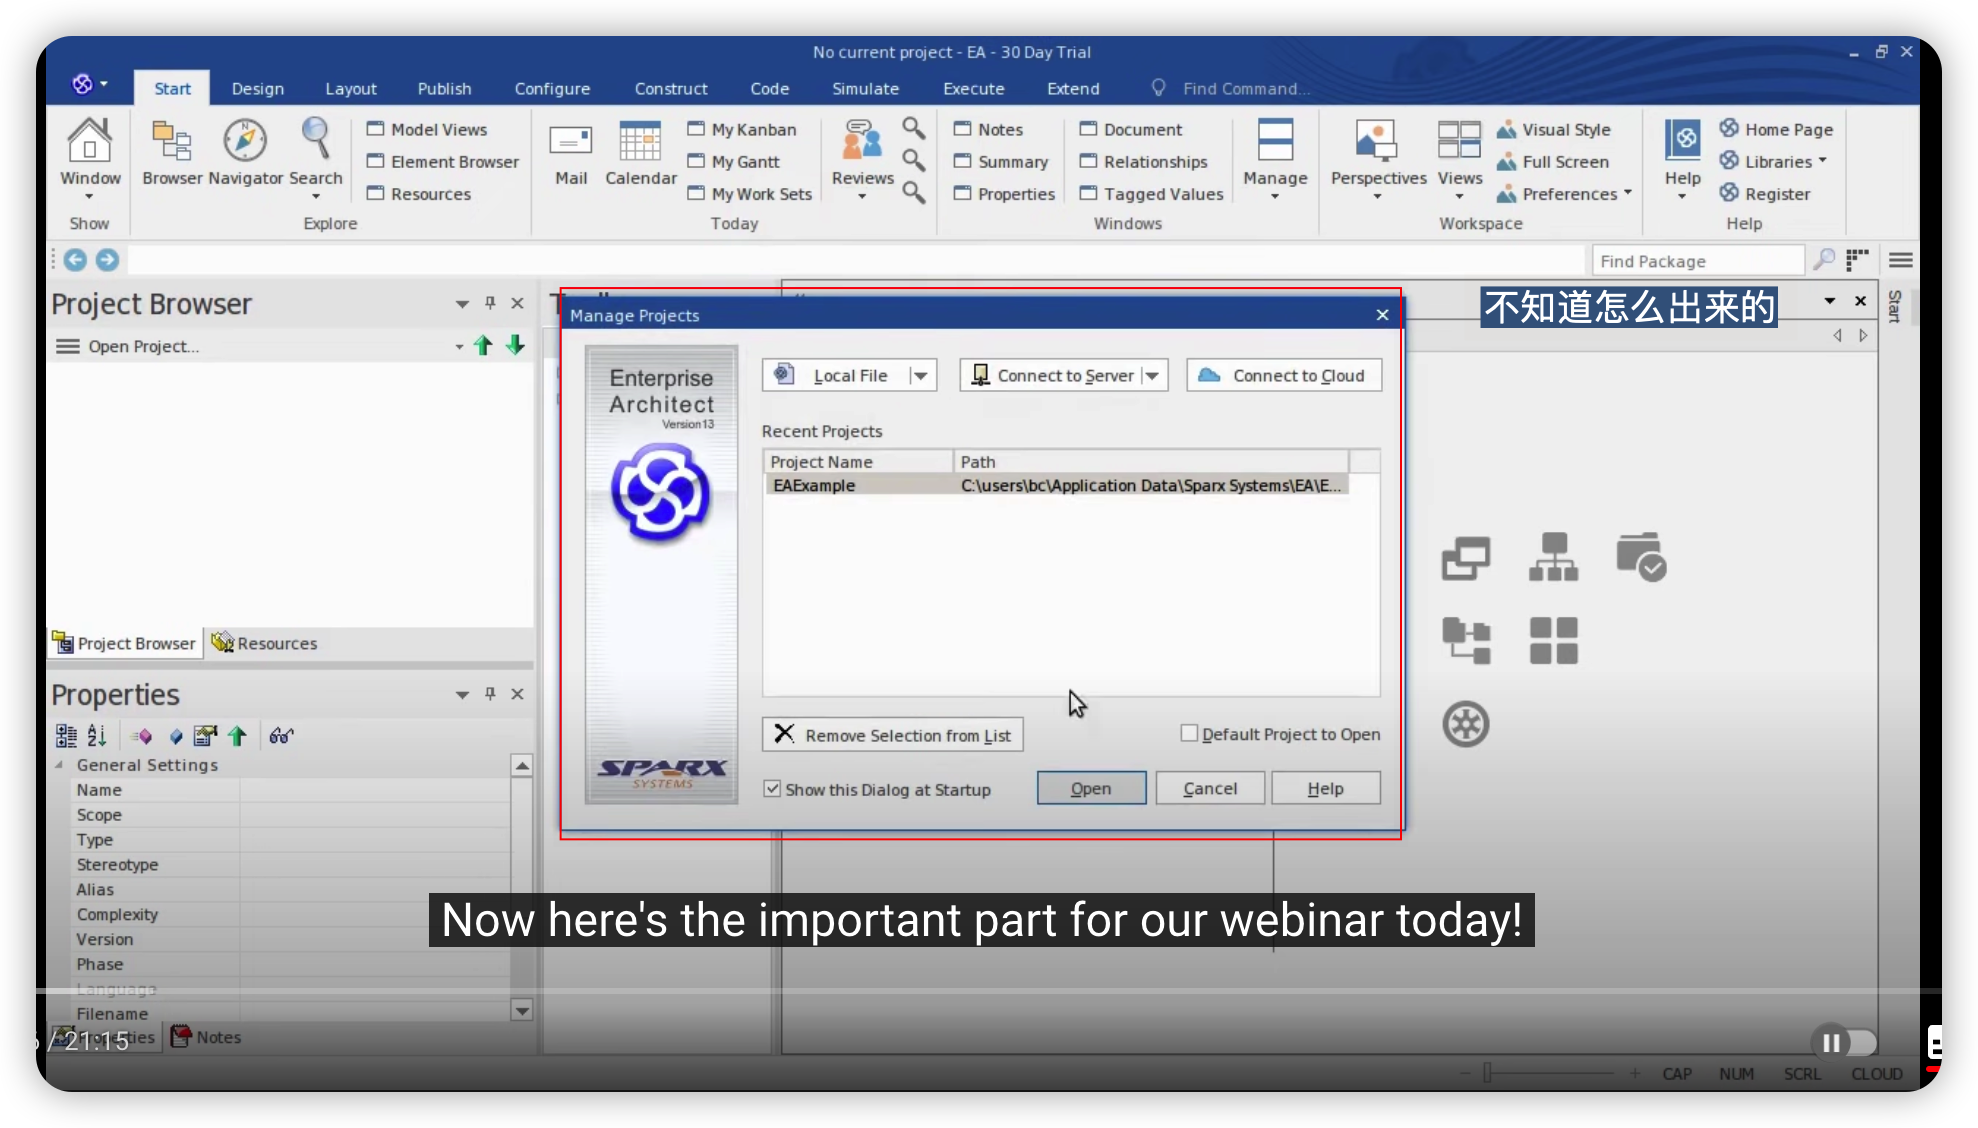 No current project - EA - 30 Day Trial
Start Design Layout Publish Configure Construct Code Simulate Execute Extend Find Command...
Window
Browser
Navigator
Search
Model Views
Element Browser
Resources
Mail
Calendar
My Kanban
My Gantt
My Work Sets
Reviews
Notes
Summary
Properties
Document
Relationships
Tagged Values
Manage
Perspectives
Views
Visual Style
Full Screen
Preferences
Help
Home Page
Libraries
Register
Show Explore Today Windows Workspace Help
Find Package
Project Browser
Open Project...
Project Browser Resources
Properties
General Settings
Name
Scope
Type
Stereotype
Alias
Complexity
Version
Phase
Language
Filename
Properties Notes
Manage Projects
Enterprise
Architect
Version 13
SPARX
SYSTEMS
Local File Connect to Server Connect to Cloud
Recent Projects
Project Name Path
EAExample C:\users\bc\Application Data\Sparx Systems\EA\E...
Remove Selection from List Default Project to Open
Show this Dialog at Startup Open Cancel Help
不知道怎么出来的
Start
Now here's the important part for our webinar today!
/ 21:15
CAP NUM SCRL CLOUD